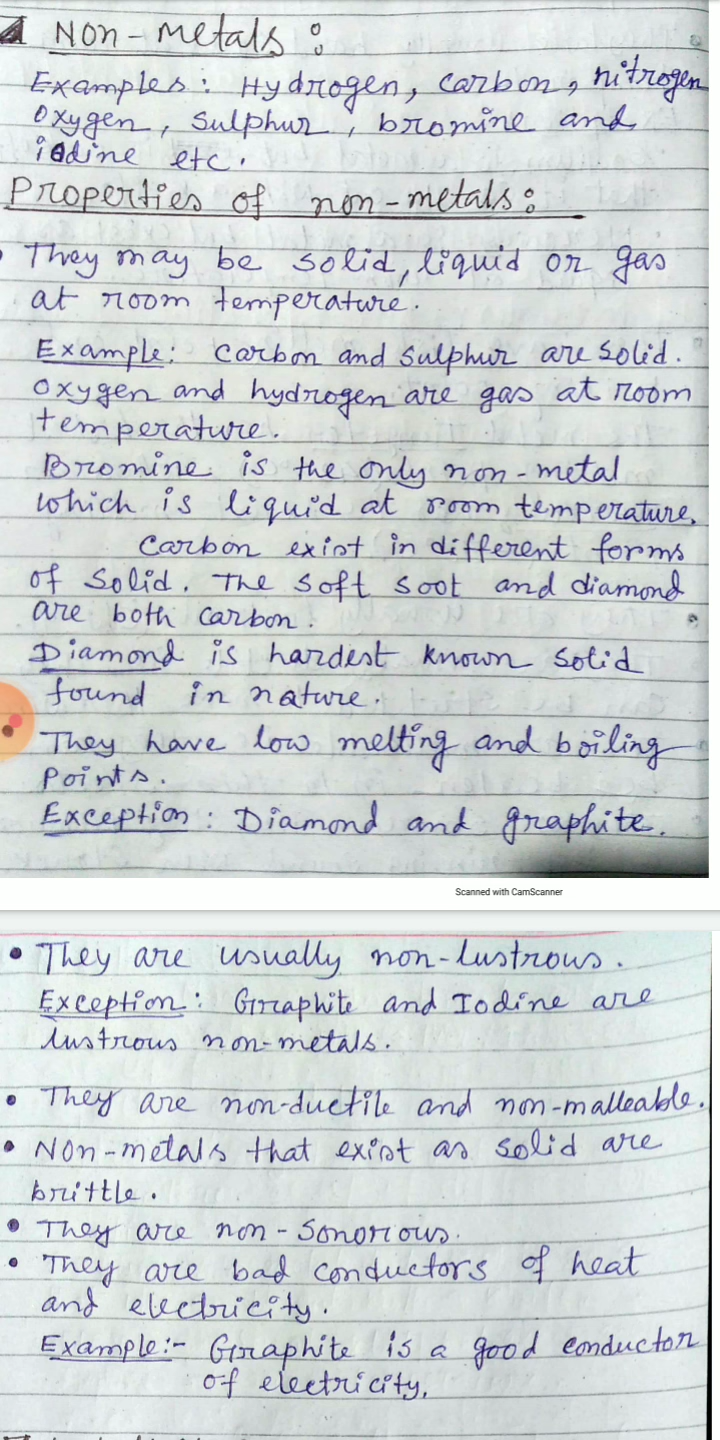 Non-metals :
Examples: Hydrogen, carbon, nitrogen
Oxygen, Sulphur, bromine and
iodine etc.
Properties of non-metals :
They may be solid, liquid or gas
at room temperature.
Example: Carbon and sulphur are solid.
Oxygen and hydrogen are gas at room
temperature.
Bromine is the only non-metal
which is liquid at room temperature.
Carbon exist in different forms
of solid. The soft soot and diamond
are both carbon.
Diamond is hardest known solid
found in nature.
They have low melting and boiling
points.
Exception: Diamond and graphite.
Scanned with CamScanner
• They are usually non-lustrous.
Exception: Graphite and Iodine are
lustrous non-metals.
• They are non-ductile and non-malleable.
• Non-metals that exist as solid are
brittle.
• They are non-sonorious.
• They are bad conductors of heat
and electricity.
Example:- Graphite is a good conductor
of electricity.